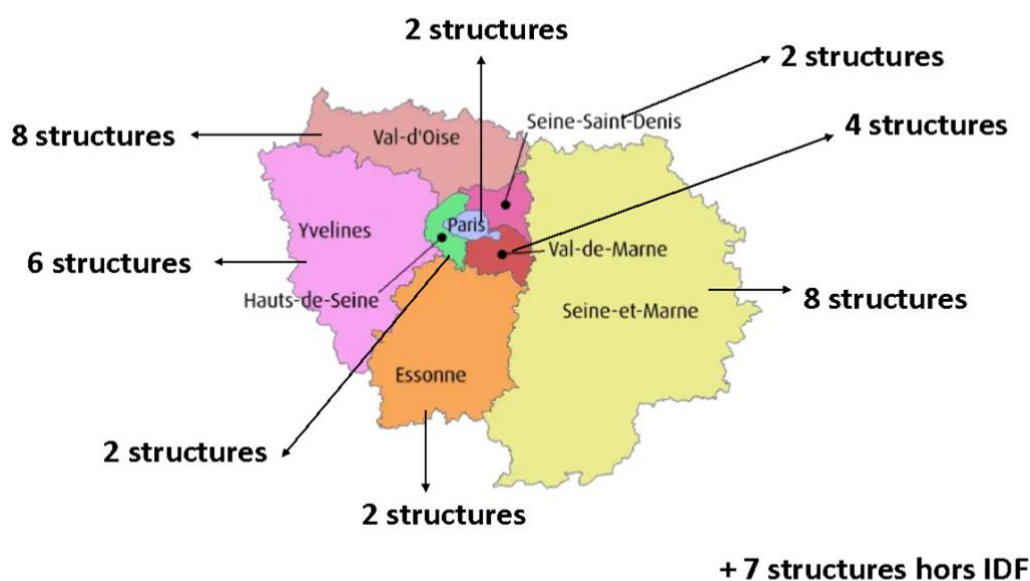 2 structures
2 structures
Seine-Saint-Denis
4 structures
8 structures
Val-d'Oise
Yvelines
Paris
Val-de-Marne
6 structures
Hauts-de-Seine
8 structures
Seine-et-Marne
Essonne
2 structures
2 structures
+ 7 structures hors IDF